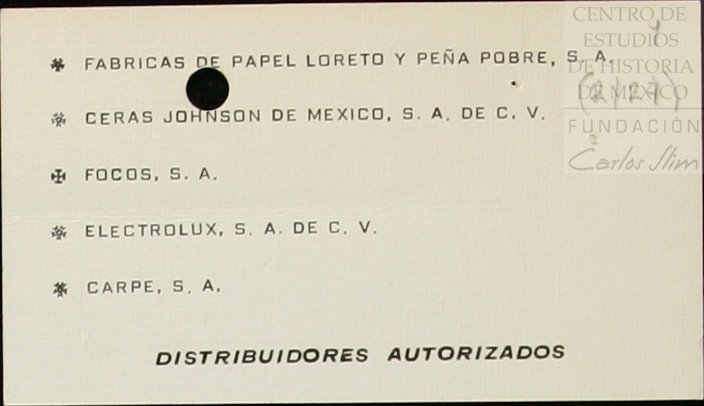 CENTRO DE
ESTUDIOS
DE HISTORIA
DE MÉXICO
FUNDACIÓN
Carlos Slim
FABRICAS DE PAPEL LORETO Y PEÑA POBRE, S. A.
CERAS JOHNSON DE MEXICO, S. A. DE C. V.
FOCOS, S. A.
ELECTROLUX, S. A. DE C. V.
CARPE, S. A.
DISTRIBUIDORES AUTORIZADOS